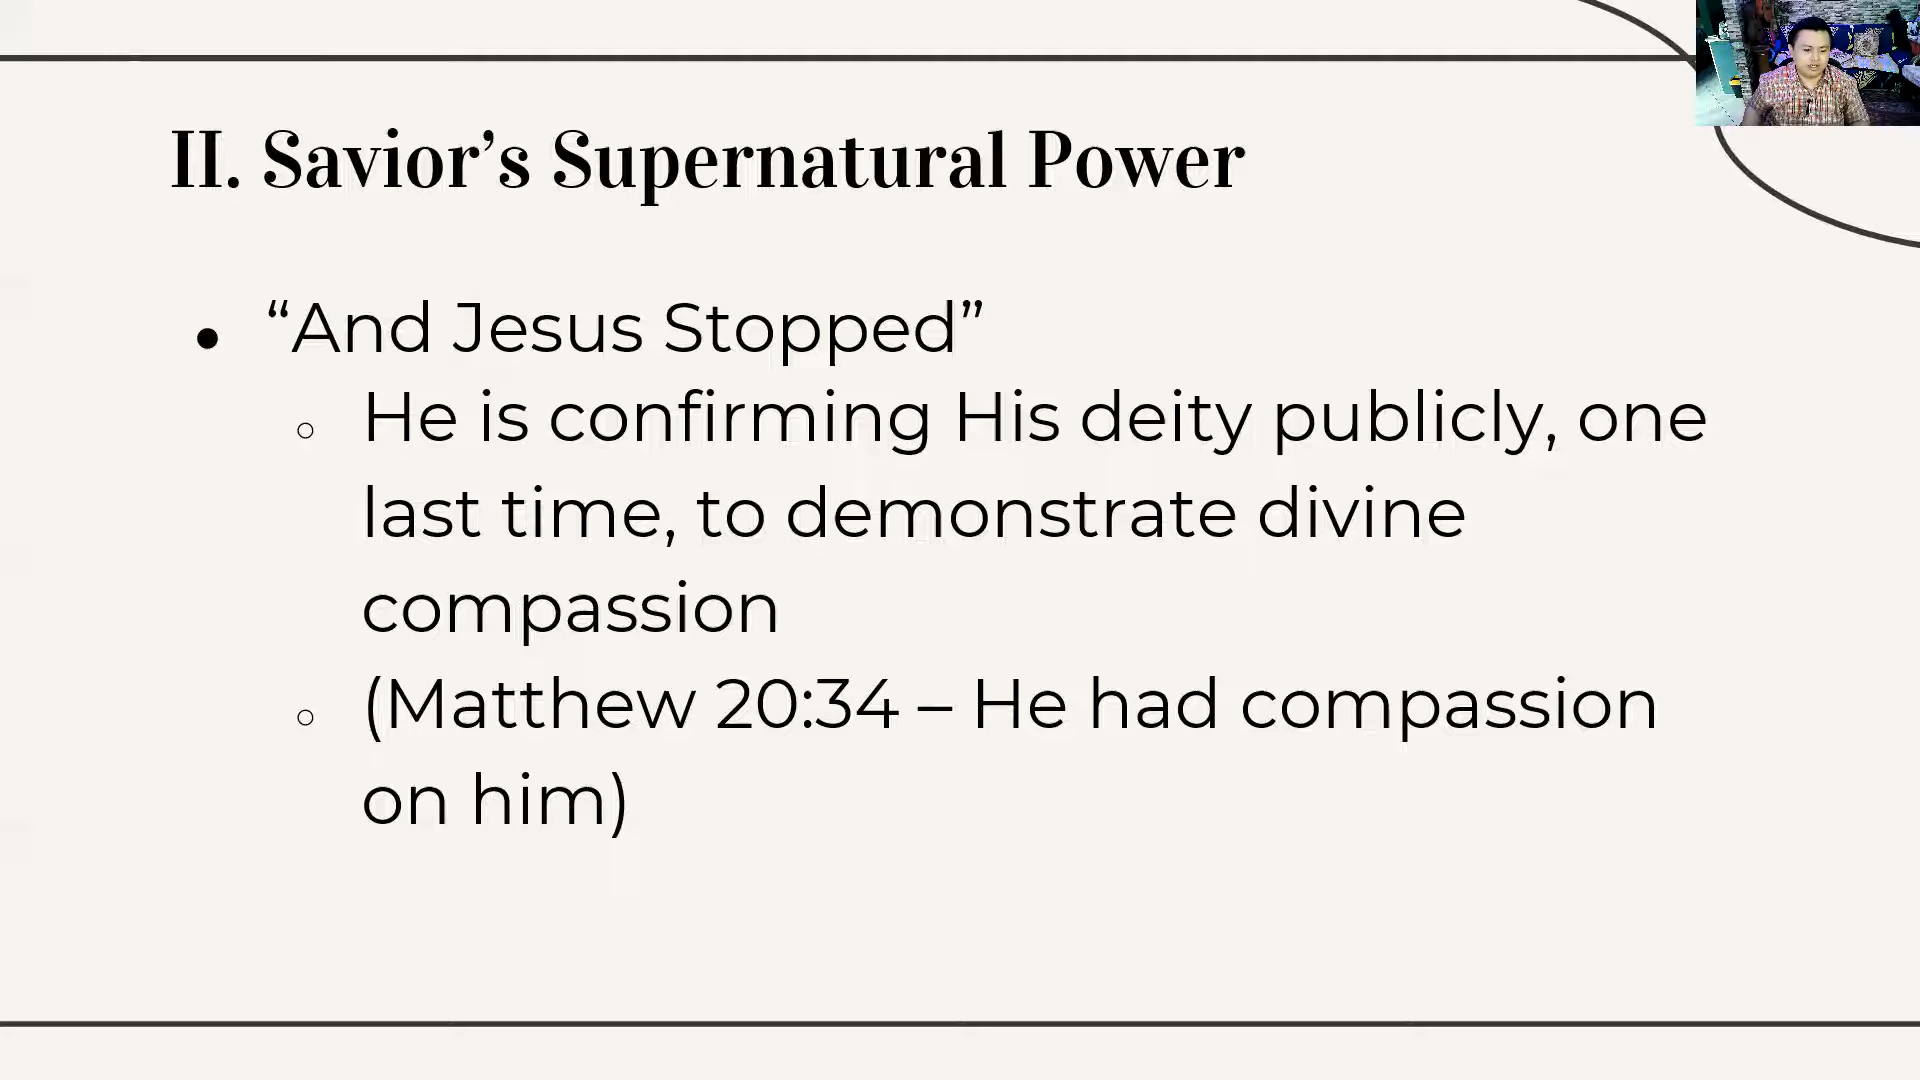 II. Savior’s Supernatural Power
● “And Jesus Stopped”
○ He is confirming His deity publicly, one
last time, to demonstrate divine
compassion
○ (Matthew 20:34 – He had compassion
on him)